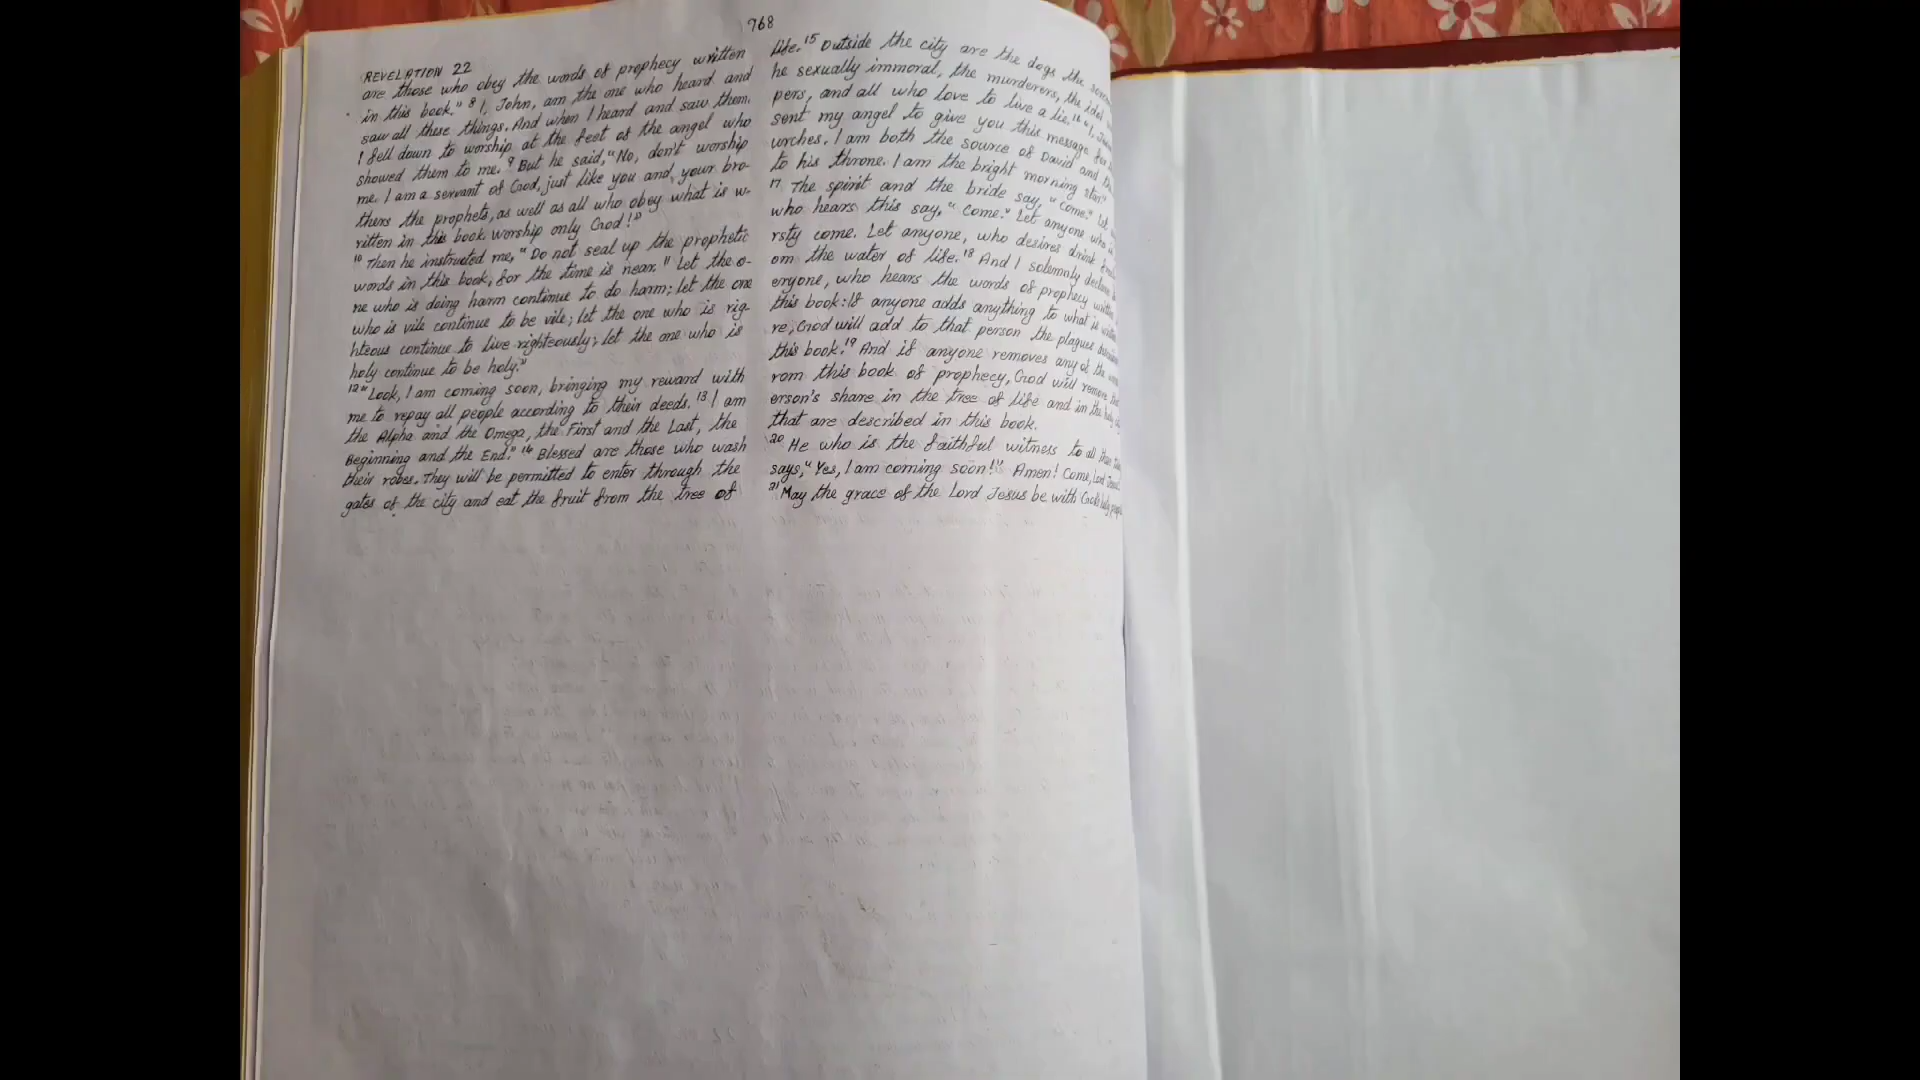 768
REVELATION 22
are those who obey the words of prophecy written
in this book." 8 I, John, am the one who heard and
saw all these things. And when I heard and saw them.
I fell down to worship at the feet of the angel who
showed them to me. 9 But he said, "No, don't worship
me. I am a servant of God, just like you and your bro-
thers the prophets, as well as all who obey what is w-
ritten in this book. worship only God!"
10 Then he instructed me, "Do not seal up the prophetic
words in this book, for the time is near. 11 Let the o-
ne who is doing harm continue to do harm; let the one
who is vile continue to be vile; let the one who is rig-
hteous continue to live righteously; let the one who is
holy continue to be holy."
12 "Look, I am coming soon, bringing my reward with
me to repay all people according to their deeds. 13 I am
the Alpha and the Omega, the First and the Last, the
Beginning and the End." 14 Blessed are those who wash
their robes. They will be permitted to enter through the
gates of the city and eat the fruit from the tree of
life. 15 Outside the city are the dogs the
he sexually immoral, the murderers, the idol
pers, and all who love to live a lie. 16 "I,
sent my angel to give you this message for
urches. I am both the source of David and
to his throne. I am the bright morning star."
17 The spirit and the bride say, "Come." Let
who hears this say, "Come." Let anyone who is
rsty come. Let anyone, who desires drink
om the water of life. 18 And I solemnly declare
eryone, who hears the words of prophecy written
this book: If anyone adds anything to what is
re, God will add to that person the plagues
this book. 19 And if anyone removes any of the
rom this book of prophecy, God will remove
erson's share in the tree of life and in the holy
that are described in this book.
20 He who is the faithful witness to all
says, "Yes, I am coming soon!" Amen! Come, Lord
21 May the grace of the Lord Jesus be with God's holy